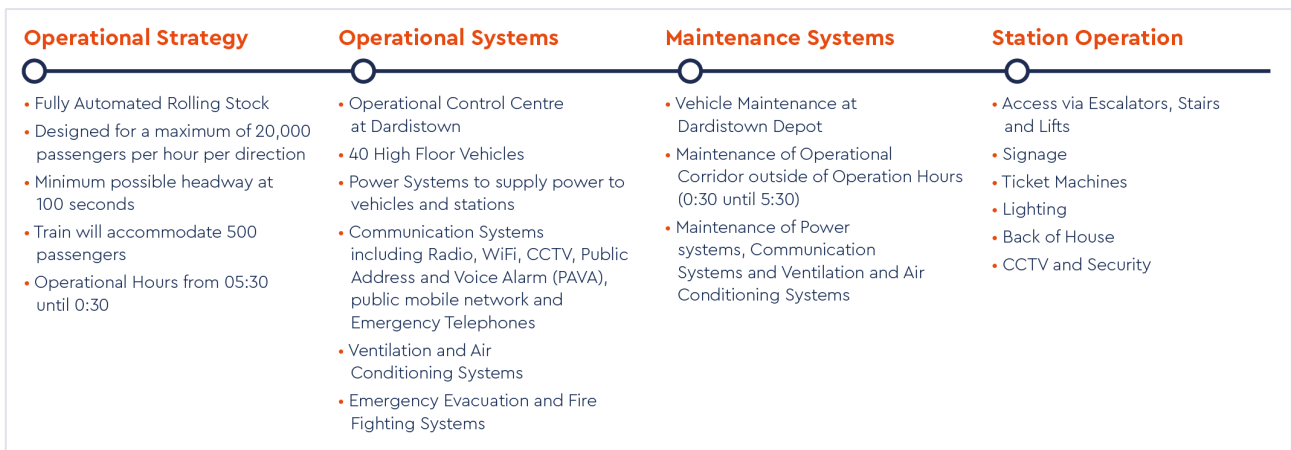 Operational Strategy
• Fully Automated Rolling Stock
• Designed for a maximum of 20,000
passengers per hour per direction
• Minimum possible headway at
100 seconds
• Train will accommodate 500
passengers
• Operational Hours from 05:30
until 0:30
Operational Systems
• Operational Control Centre
at Dardistown
• 40 High Floor Vehicles
• Power Systems to supply power to
vehicles and stations
• Communication Systems
including Radio, WiFi, CCTV, Public
Address and Voice Alarm (PAVA),
public mobile network and
Emergency Telephones
• Ventilation and Air
Conditioning Systems
• Emergency Evacuation and Fire
Fighting Systems
Maintenance Systems
• Vehicle Maintenance at
Dardistown Depot
• Maintenance of Operational
Corridor outside of Operation Hours
(0:30 until 5:30)
• Maintenance of Power
systems, Communication
Systems and Ventilation and Air
Conditioning Systems
Station Operation
• Access via Escalators, Stairs
and Lifts
• Signage
• Ticket Machines
• Lighting
• Back of House
• CCTV and Security